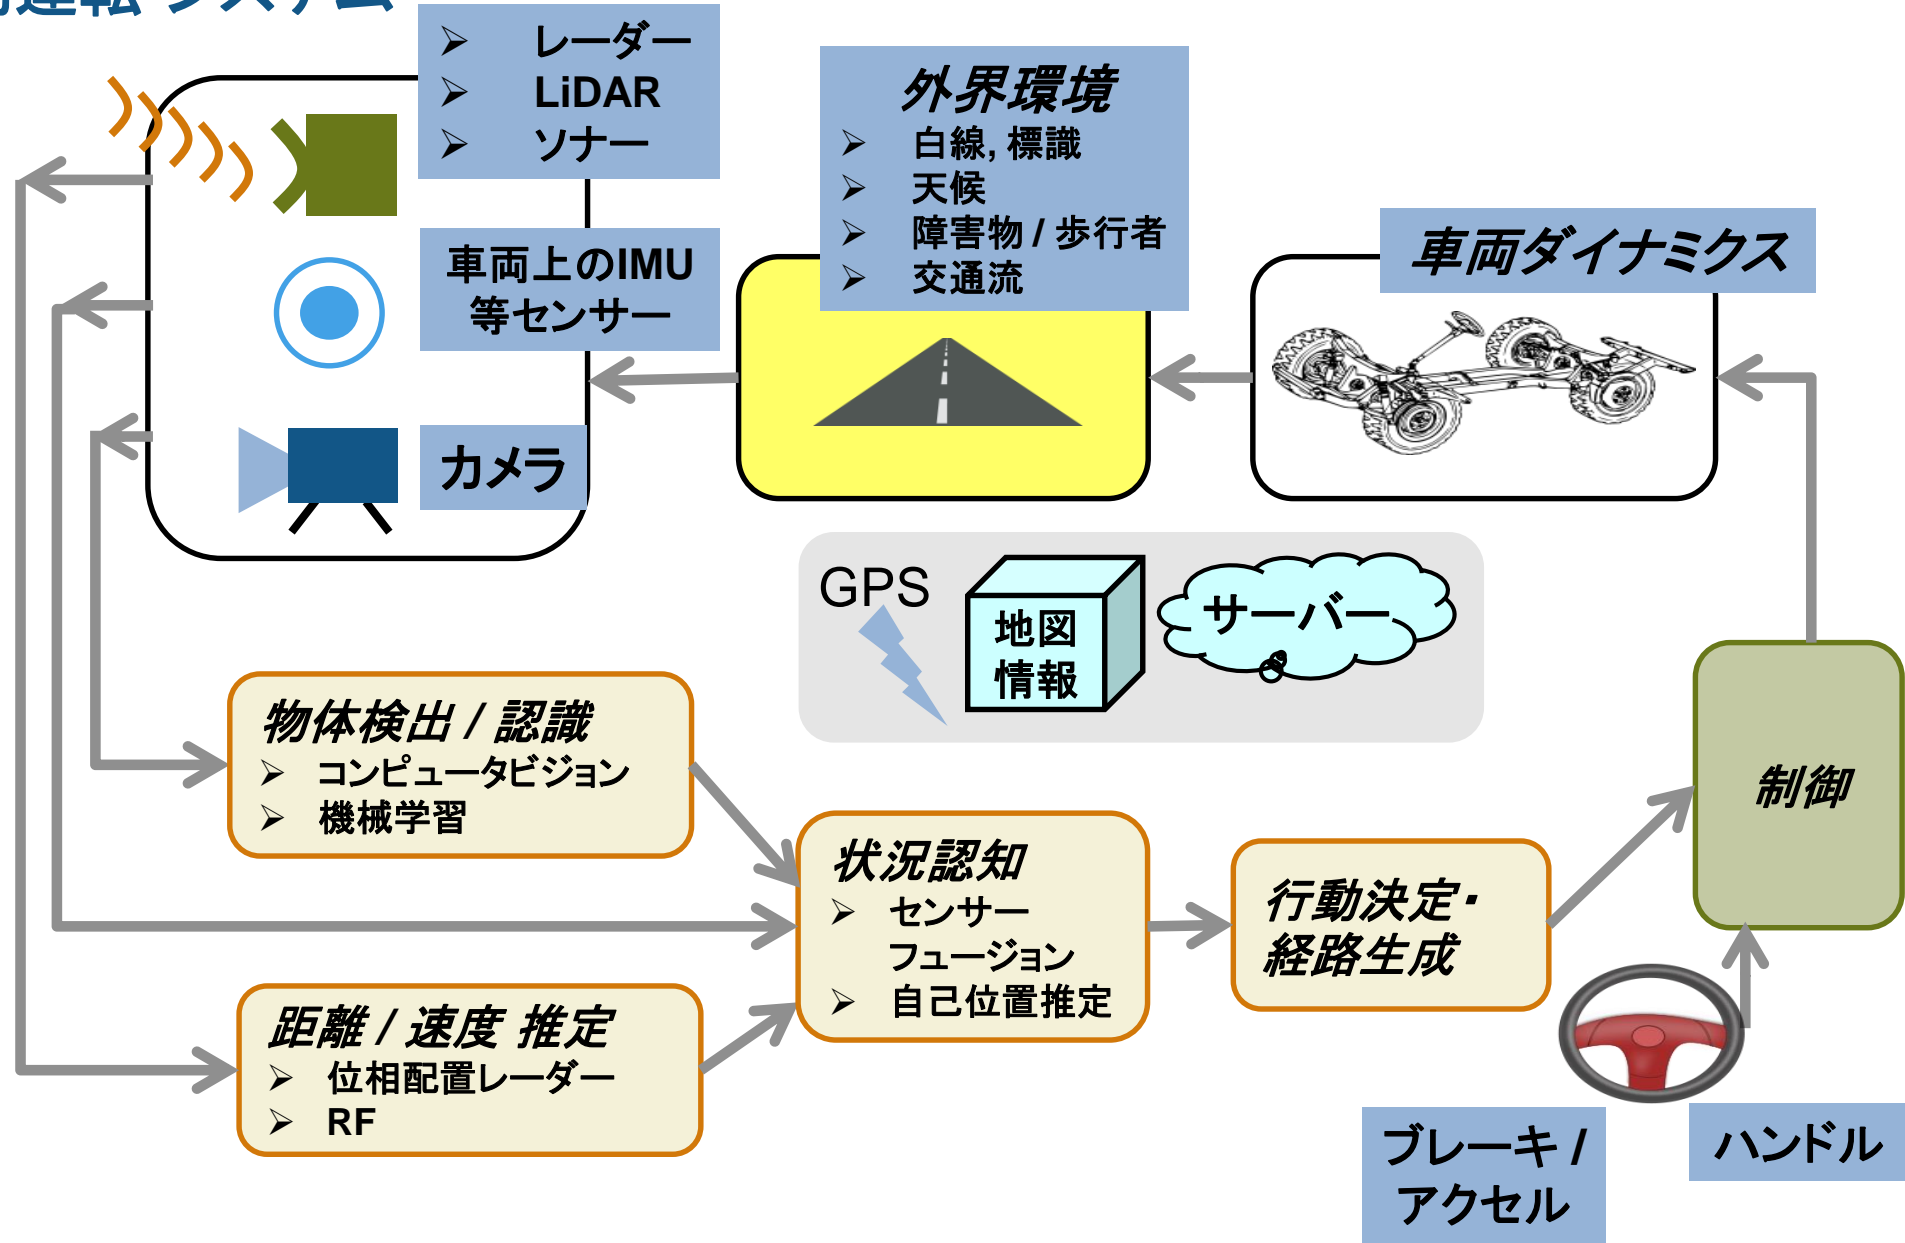 運転 システム
レーダー
LiDAR
ソナー
車両上のIMU
等センサー
カメラ
外界環境
白線, 標識
天候
障害物 / 歩行者
交通流
車両ダイナミクス
GPS
地図
情報
サーバー
物体検出 / 認識
コンピュータビジョン
機械学習
距離 / 速度 推定
位相配置レーダー
RF
状況認知
センサー
フュージョン
自己位置推定
行動決定・
経路生成
制御
ブレーキ /
アクセル
ハンドル